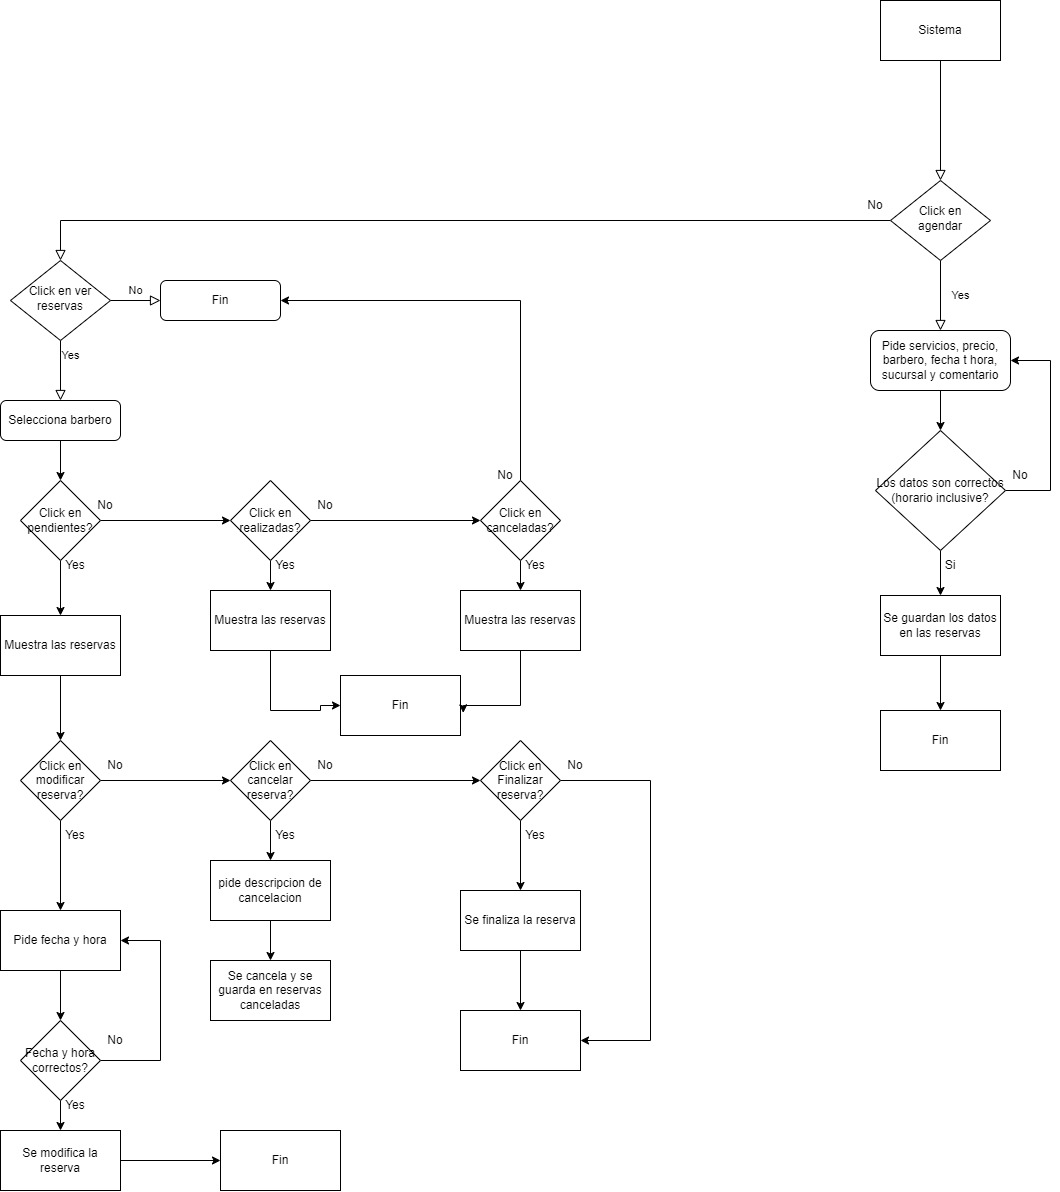 Sistema
Click en
agendar
No
Yes
Click en ver
reservas
No
Fin
Yes
Pide servicios, precio,
barbero, fecha t hora,
sucursal y comentario
Selecciona barbero
Los datos son correctos
(horario inclusive?
No
Si
Click en
pendientes?
No
Yes
Click en
realizadas?
No
Yes
Click en
canceladas?
No
Yes
Se guardan los datos
en las reservas
Muestra las reservas
Muestra las reservas
Muestra las reservas
Fin
Fin
Click en
modificar
reserva?
No
Yes
Click en
cancelar
reserva?
No
Yes
Click en
Finalizar
reserva?
No
Yes
pide descripcion de
cancelacion
Se finaliza la reserva
Pide fecha y hora
Se cancela y se
guarda en reservas
canceladas
Fin
Fecha y hora
correctos?
No
Yes
Se modifica la
reserva
Fin